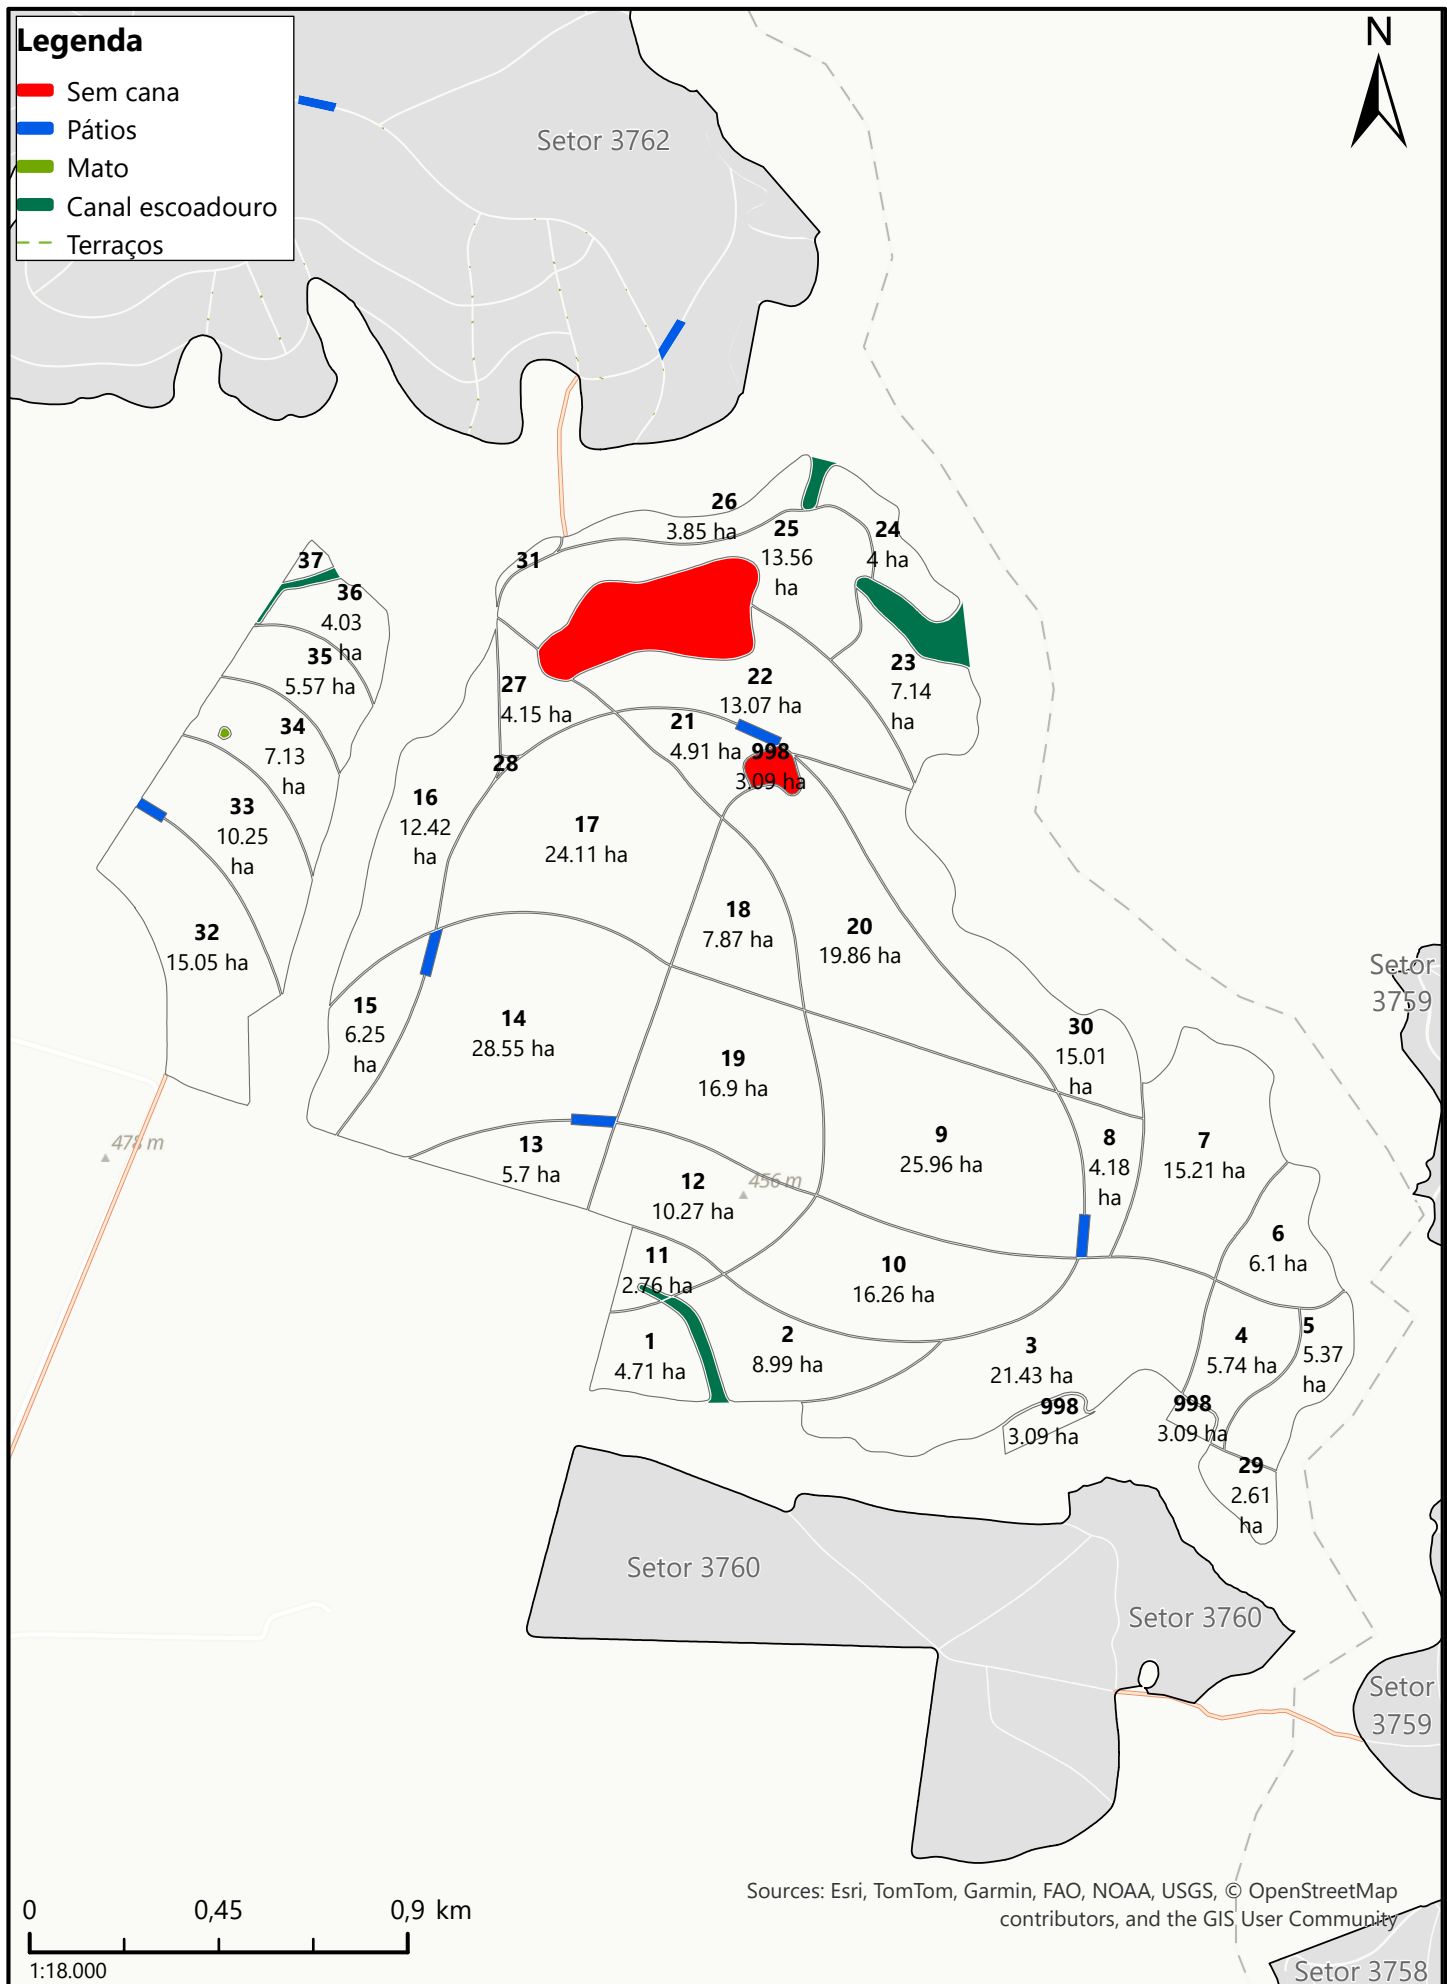 Legenda
Sem cana
Pátios
Mato
Canal escoadouro
Terraços
N
Setor 3762
26
3.85 ha
25
13.56
ha
24
4 ha
31
37
36
4.03
ha
35
5.57 ha
34
7.13
ha
33
10.25
ha
32
15.05 ha
23
7.14
ha
22
13.07 ha
27
4.15 ha
21
4.91 ha
998
3.09 ha
28
16
12.42
ha
17
24.11 ha
18
7.87 ha
20
19.86 ha
Setor
3759
15
6.25
ha
14
28.55 ha
19
16.9 ha
30
15.01
ha
478 m
13
5.7 ha
12
10.27 ha
456 m
9
25.96 ha
8
4.18
ha
7
15.21 ha
6
6.1 ha
11
2.76 ha
10
16.26 ha
1
4.71 ha
2
8.99 ha
3
21.43 ha
4
5.74 ha
5
5.37
ha
998
3.09 ha
998
3.09 ha
29
2.61
ha
Setor 3760
Setor 3760
Setor
3759
Sources: Esri, TomTom, Garmin, FAO, NOAA, USGS, © OpenStreetMap
contributors, and the GIS User Community
0 0,45 0,9 km
1:18.000
Setor 3758